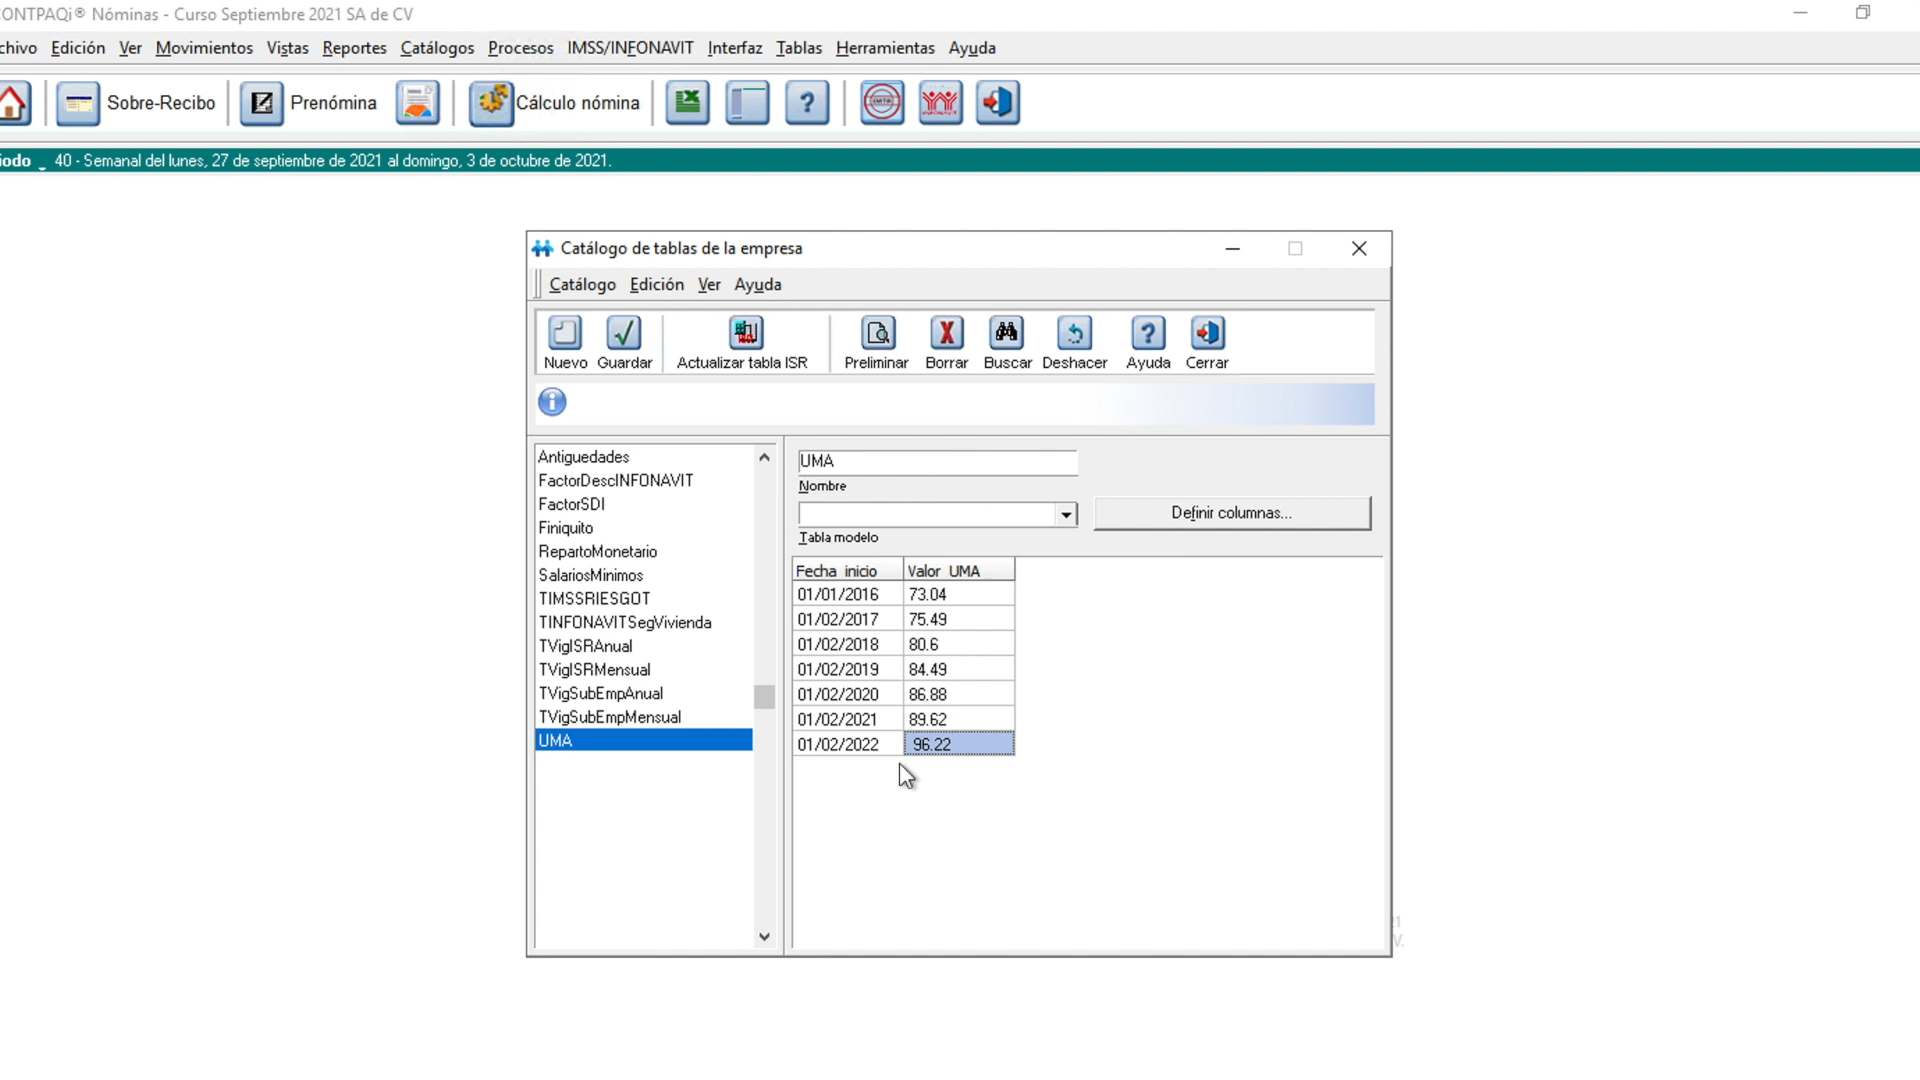 CONTPAQi® Nóminas - Curso Septiembre 2021 SA de CV
chivo Edición Ver Movimientos Vistas Reportes Catálogos Procesos IMSS/INFONAVIT Interfaz Tablas Herramientas Ayuda
Sobre-Recibo Prenómina Cálculo nómina
iodo 40 - Semanal del lunes, 27 de septiembre de 2021 al domingo, 3 de octubre de 2021.
Catálogo de tablas de la empresa
Catálogo Edición Ver Ayuda
Nuevo Guardar Actualizar tabla ISR Preliminar Borrar Buscar Deshacer Ayuda Cerrar
Antiguedades
FactorDescINFONAVIT
FactorSDI
Finiquito
RepartoMonetario
SalariosMinimos
TIMSSRIESGOT
TINFONAVITSegVivienda
TVigISRAnual
TVigISRMensual
TVigSubEmpAnual
TVigSubEmpMensual
UMA
UMA
Nombre
Definir columnas...
Tabla modelo
Fecha inicio Valor UMA
01/01/2016 73.04
01/02/2017 75.49
01/02/2018 80.6
01/02/2019 84.49
01/02/2020 86.88
01/02/2021 89.62
01/02/2022 96.22